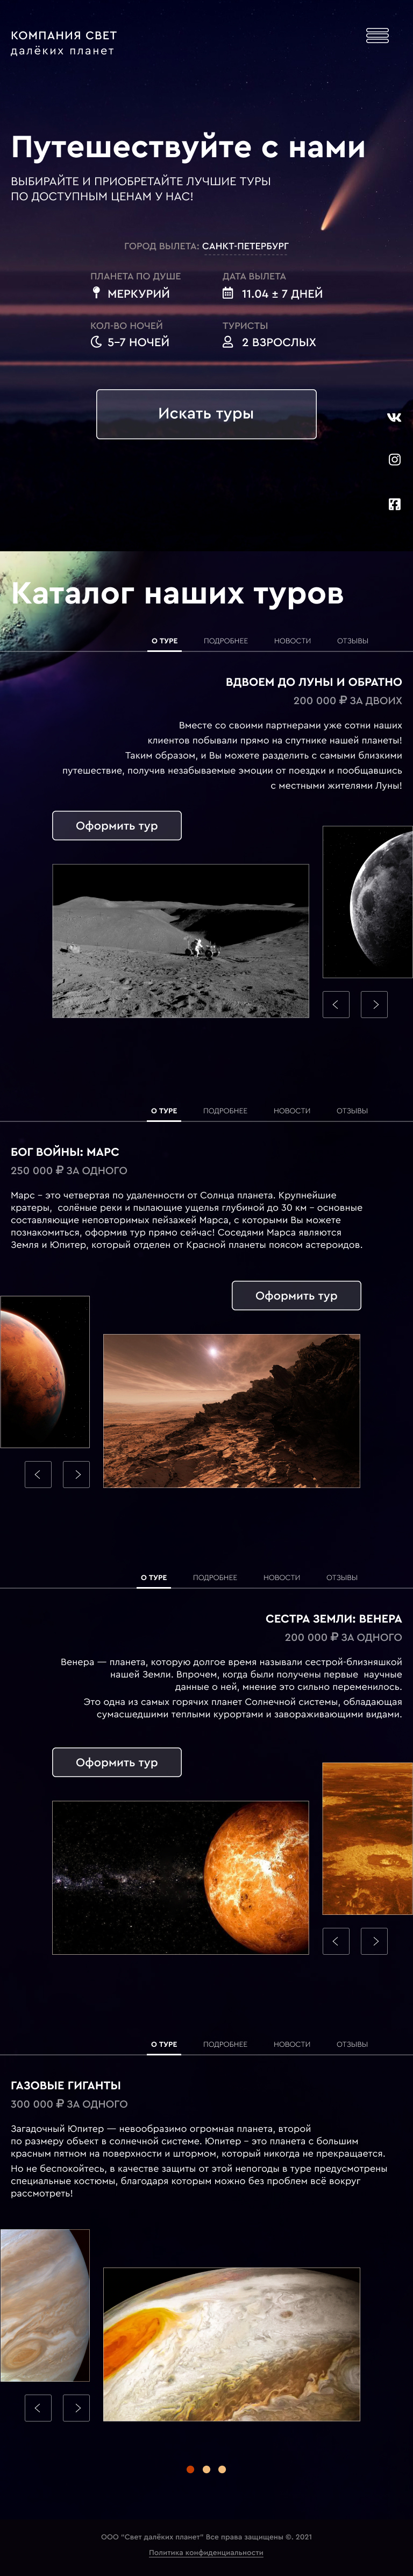 КОМПАНИЯ СВЕТ
далёких планет
Путешествуйте с нами
ВЫБИРАЙТЕ И ПРИОБРЕТАЙТЕ ЛУЧШИЕ ТУРЫ
ПО ДОСТУПНЫМ ЦЕНАМ У НАС!
ГОРОД ВЫЛЕТА: САНКТ-ПЕТЕРБУРГ
ПЛАНЕТА ПО ДУШЕ
МЕРКУРИЙ
ДАТА ВЫЛЕТА
11.04 ± 7 ДНЕЙ
КОЛ-ВО НОЧЕЙ
5-7 НОЧЕЙ
ТУРИСТЫ
2 ВЗРОСЛЫХ
Искать туры
Каталог наших туров
О ТУРЕ ПОДРОБНЕЕ НОВОСТИ ОТЗЫВЫ
ВДВОЕМ ДО ЛУНЫ И ОБРАТНО
200 000 ₽ ЗА ДВОИХ
Вместе со своими партнерами уже сотни наших
клиентов побывали прямо на спутнике нашей планеты!
Таким образом, и Вы можете разделить с самыми близкими
путешествие, получив незабываемые эмоции от поездки и пообщавшись
с местными жителями Луны!
Оформить тур
О ТУРЕ ПОДРОБНЕЕ НОВОСТИ ОТЗЫВЫ
БОГ ВОЙНЫ: МАРС
250 000 ₽ ЗА ОДНОГО
Марс – это четвертая по удаленности от Солнца планета. Крупнейшие
кратеры, солёные реки и пылающие ущелья глубиной до 30 км – основные
составляющие неповторимых пейзажей Марса, с которыми Вы можете
познакомиться, оформив тур прямо сейчас! Соседями Марса являются
Земля и Юпитер, который отделен от Красной планеты поясом астероидов.
Оформить тур
О ТУРЕ ПОДРОБНЕЕ НОВОСТИ ОТЗЫВЫ
СЕСТРА ЗЕМЛИ: ВЕНЕРА
200 000 ₽ ЗА ОДНОГО
Венера — планета, которую долгое время называли сестрой-близняшкой
нашей Земли. Впрочем, когда были получены первые научные
данные о ней, мнение это сильно переменилось.
Это одна из самых горячих планет Солнечной системы, обладающая
сумасшедшими теплыми курортами и завораживающими видами.
Оформить тур
О ТУРЕ ПОДРОБНЕЕ НОВОСТИ ОТЗЫВЫ
ГАЗОВЫЕ ГИГАНТЫ
300 000 ₽ ЗА ОДНОГО
Загадочный Юпитер — невообразимо огромная планета, второй
по размеру объект в солнечной системе. Юпитер – это планета с большим
красным пятном на поверхности и штормом, который никогда не прекращается.
Но не беспокойтесь, в качестве защиты от этой непогоды в туре предусмотрены
специальные костюмы, благодаря которым можно без проблем всё вокруг
рассмотреть!
ООО “Свет далёких планет” Все права защищены ©. 2021
Политика конфиденциальности